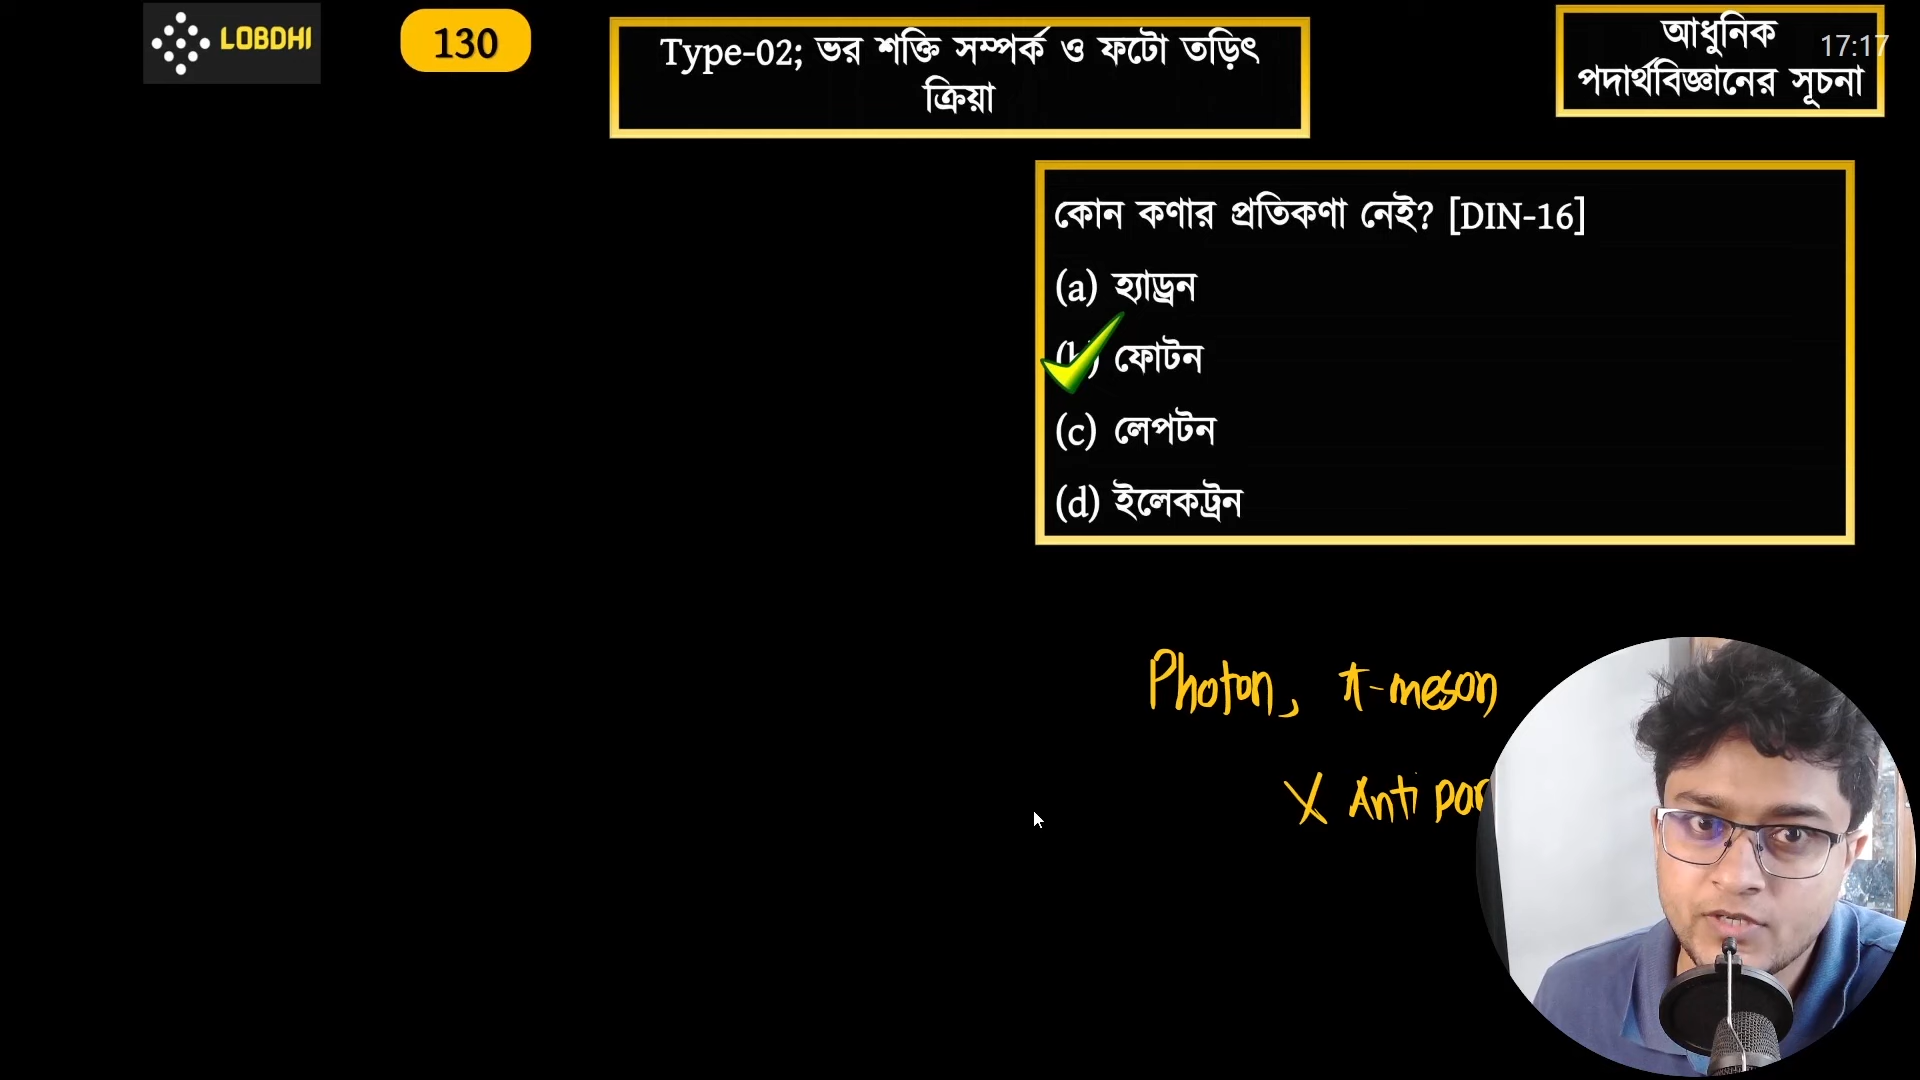 LOBDHI
130
Type-02; ভর শক্তি সম্পর্ক ও ফটো তড়িৎ
ক্রিয়া
আধুনিক
পদার্থবিজ্ঞানের সূচনা
17:17
কোন কণার প্রতিকণা নেই? [DIN-16]
(a) হ্যাড্রন
(b) ফোটন
(c) লেপটন
(d) ইলেকট্রন
Photon, π-meson
X Anti